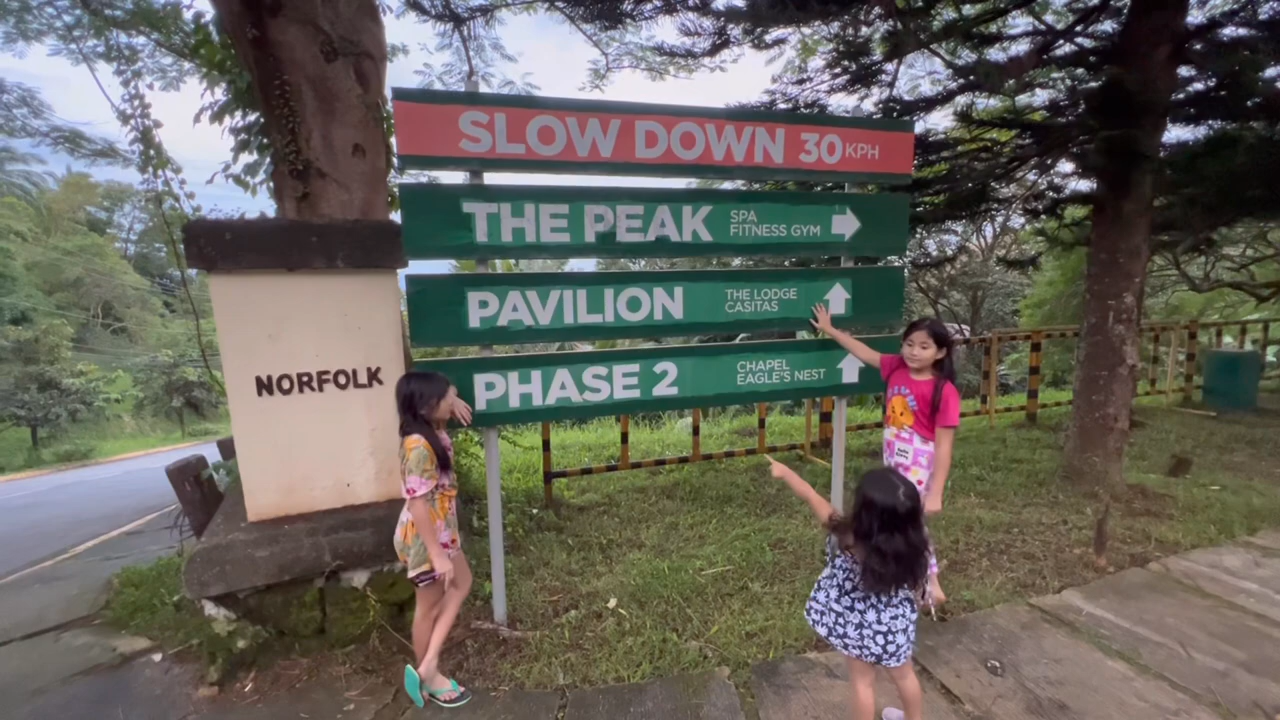 SLOW DOWN 30 KPH
THE PEAK
SPA
FITNESS GYM
PAVILION
THE LODGE
CASITAS
PHASE 2
CHAPEL
EAGLE'S NEST
NORFOLK